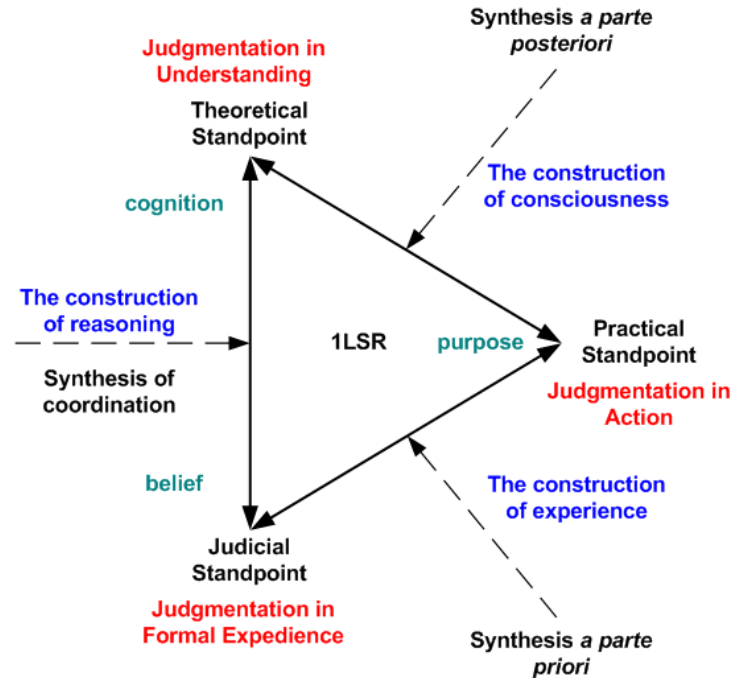 Synthesis a parte
posteriori
Judgmentation in
Understanding
Theoretical
Standpoint
The construction
of consciousness
cognition
The construction
of reasoning
1LSR
purpose
Practical
Standpoint
Synthesis of
coordination
Judgmentation in
Action
belief
The construction
of experience
Judicial
Standpoint
Judgmentation in
Formal Expedience
Synthesis a parte
priori